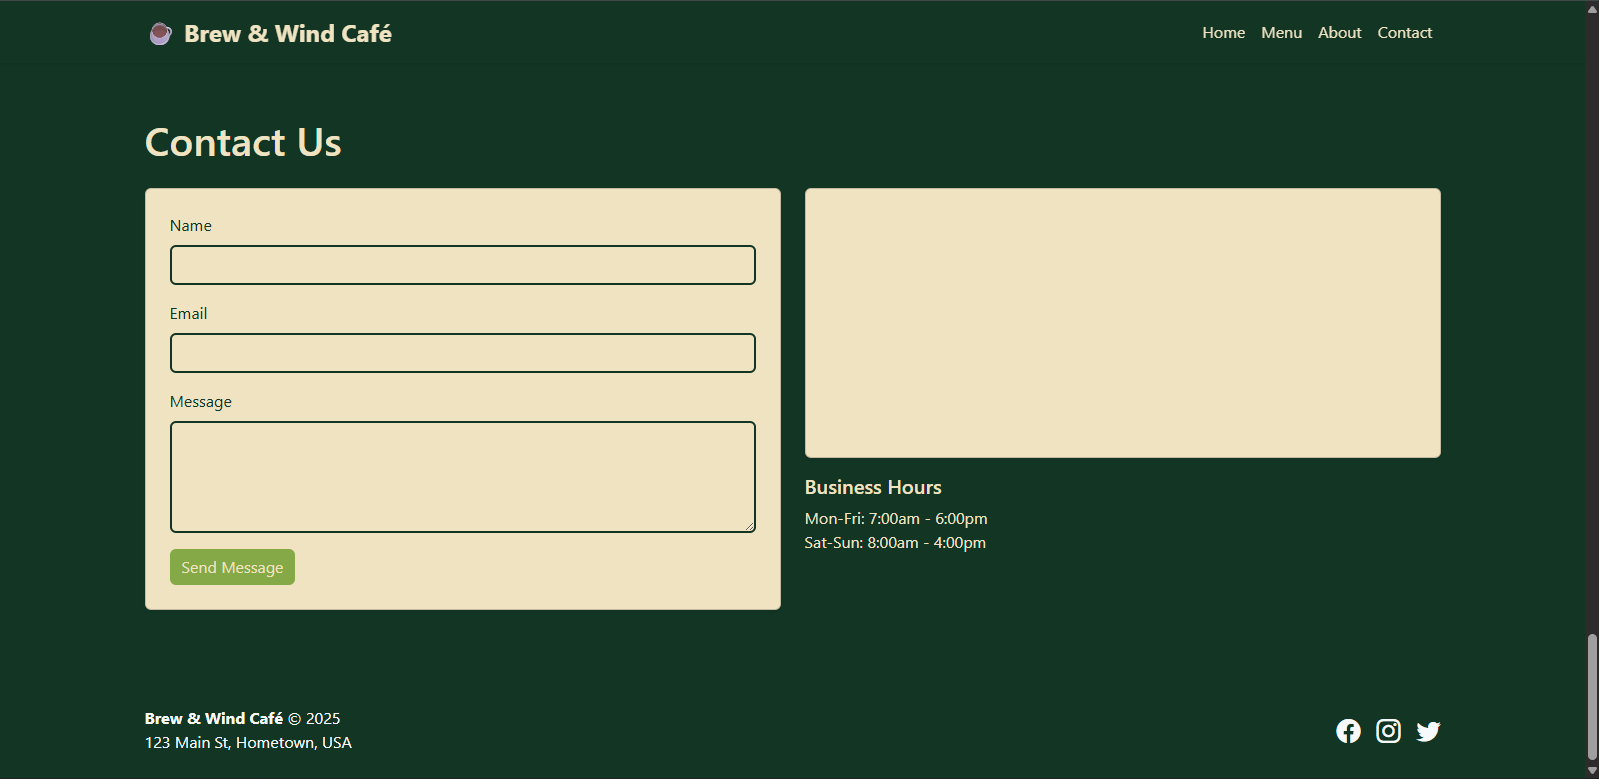 Brew & Wind Café
Home Menu About Contact
Contact Us
Name
Email
Message
Send Message
Business Hours
Mon-Fri: 7:00am - 6:00pm
Sat-Sun: 8:00am - 4:00pm
Brew & Wind Café © 2025
123 Main St, Hometown, USA